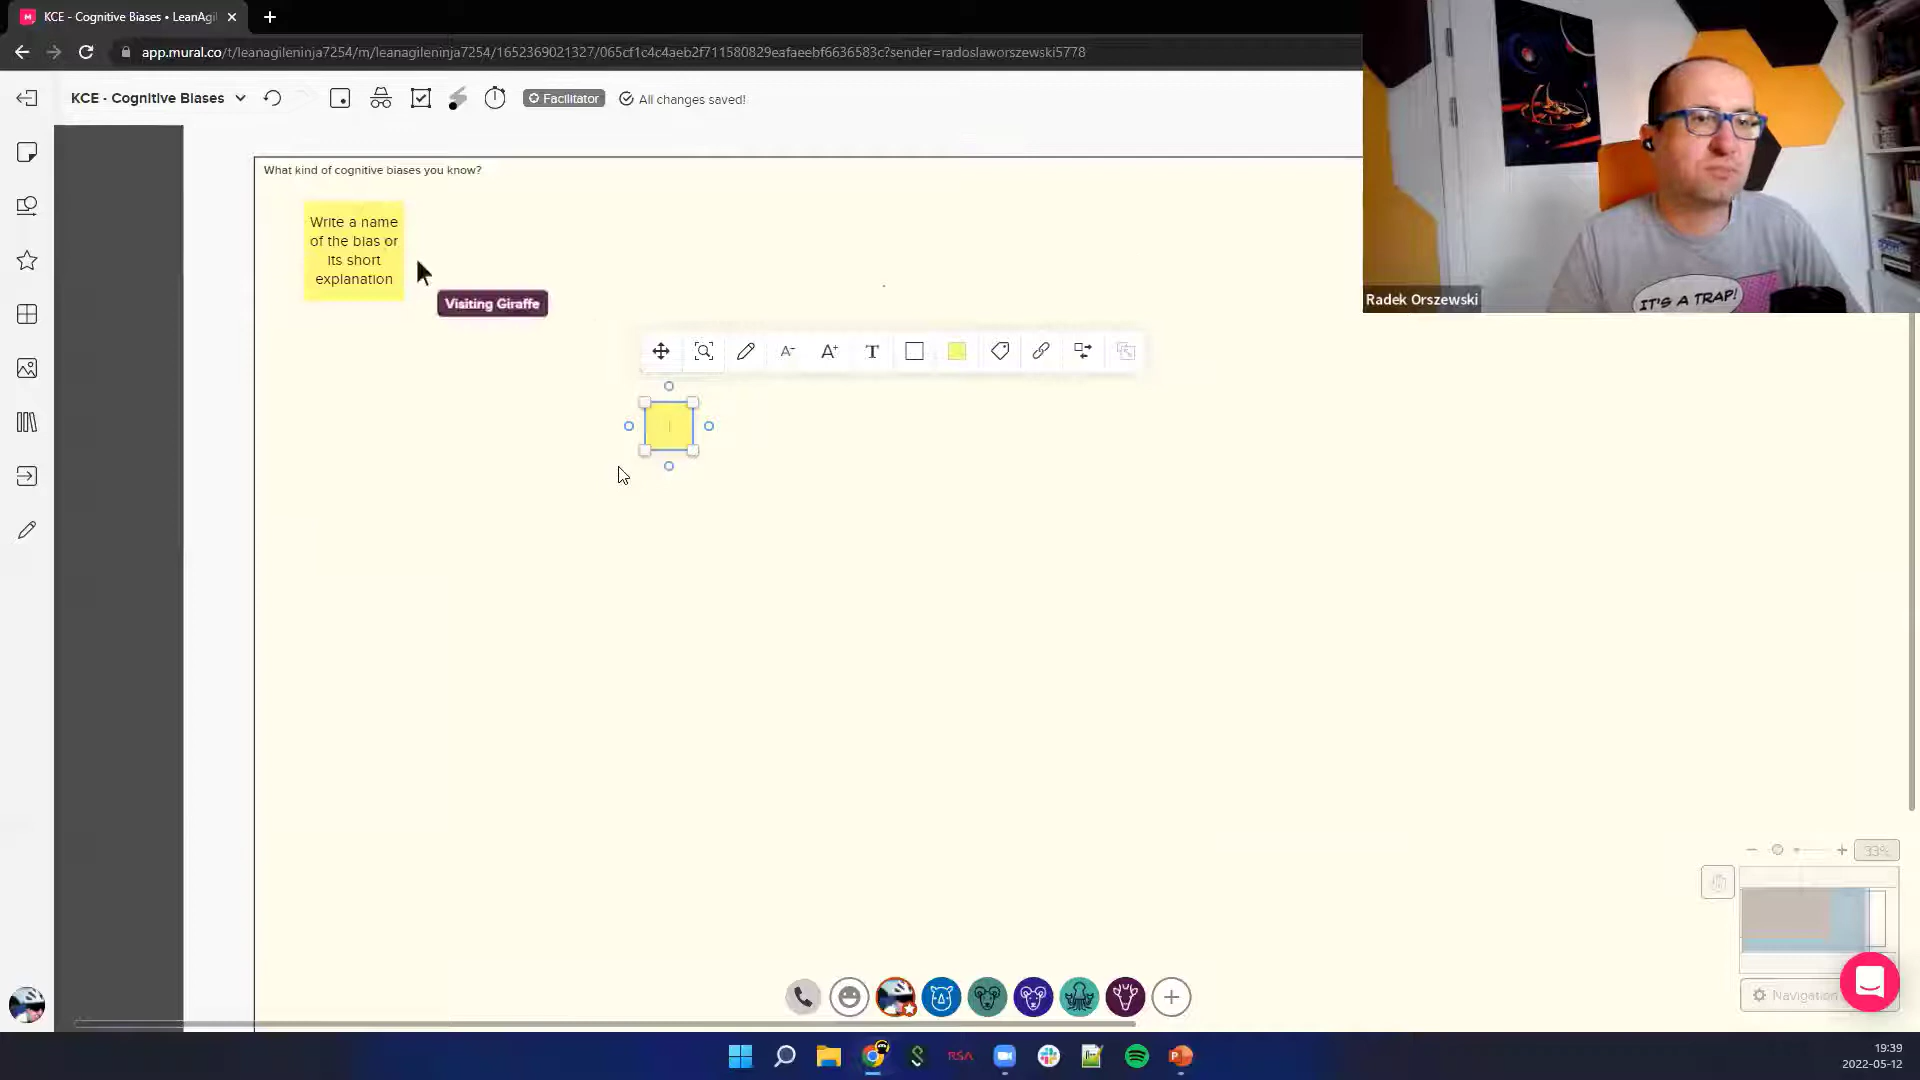 KCE - Cognitive Biases • LeanAgil
app.mural.co/t/leanagileninja7254/m/leanagileninja7254/1652369021327/065cf1c4c4aeb2f711580829eafaeebf6636583c?sender=radoslaworszewski5778
KCE - Cognitive Biases
Facilitator
All changes saved!
What kind of cognitive biases you know?
Write a name
of the bias or
its short
explanation
Visiting Giraffe
A-
A+
T
IT'S A TRAP!
Radek Orszewski
33%
Navigation
RSA
19:39
2022-05-12